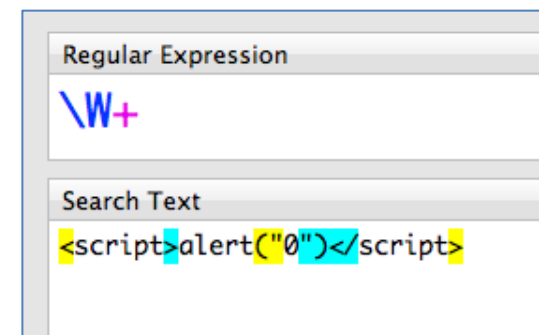 Regular Expression
\W+
Search Text
<script>alert("0")</script>